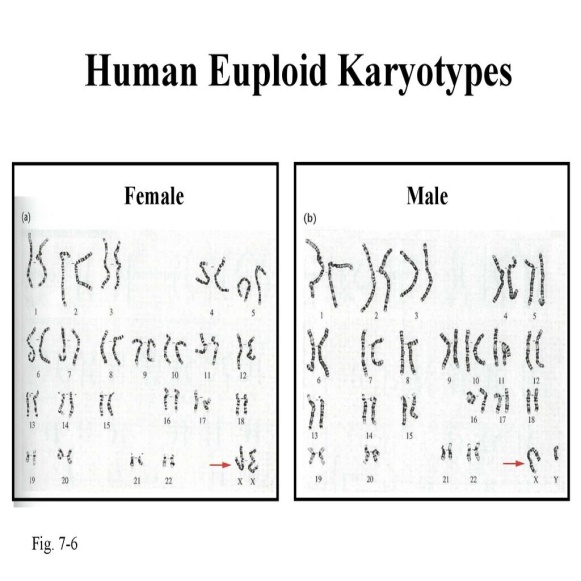 Human Euploid Karyotypes
Female
(a)
1 2 3 4 5
6 7 8 9 10 11 12
13 14 15 16 17 18
19 20 21 22 X X
Male
(b)
1 2 3 4 5
6 7 8 9 10 11 12
13 14 15 16 17 18
19 20 21 22 X Y
Fig. 7-6